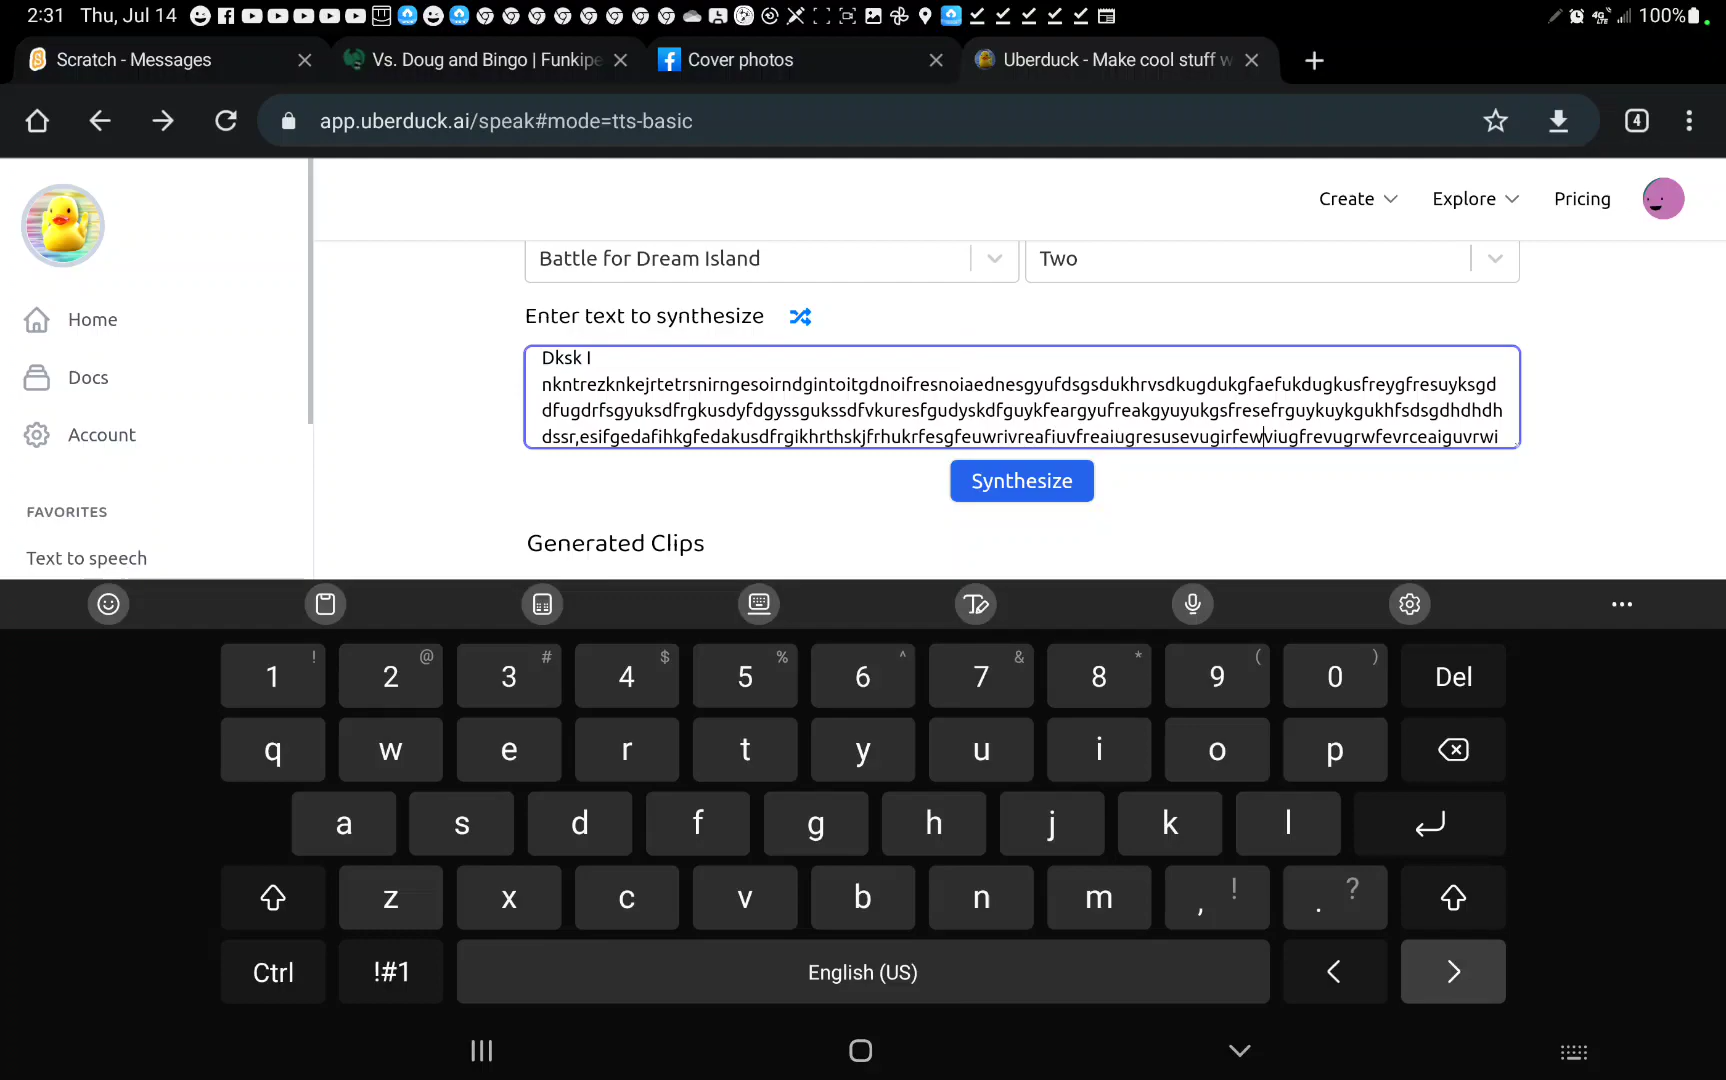 2:31 Thu, Jul 14
100%
Scratch - Messages
Vs. Doug and Bingo | Funkipe
Cover photos
Uberduck - Make cool stuff w
app.uberduck.ai/speak#mode=tts-basic
4
Create
Explore
Pricing
Home
Docs
Account
FAVORITES
Text to speech
Battle for Dream Island
Two
Enter text to synthesize
Dksk I
nkntrezknkejrtetrsnirngesoirndgintoitgdnoifresnoiaednesgyufdsgsdukhrvsdkugdukgfaefukdugkusfreygfresuyksgd
dfugdrfsgyuksdfrgkusdyfdgyssgukssdfvkuresfgudyskdfguykfeargyufreakgyuyukgsfresefrguykuykgukhfsdsgdhdhdh
dssr,esifgedafihkgfedakusdfrgikhrthskjfrhukrfesgfeuwrivreafiuvfreaiugresusevugirfewviugfrevugrwfevrceaiguvrwi
Synthesize
Generated Clips
1 ! 2 @ 3 # 4 $ 5 % 6 ^ 7 & 8 * 9 ( 0 ) Del
q w e r t y u i o p
a s d f g h j k l
z x c v b n m , ! . ?
Ctrl !#1 English (US) < >